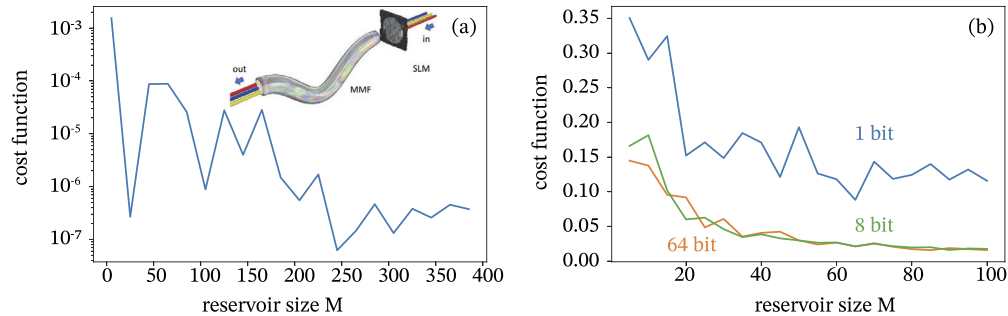 (a)
cost function
10⁻³
10⁻⁴
10⁻⁵
10⁻⁶
10⁻⁷
in
SLM
out
MMF
0 50 100 150 200 250 300 350 400
reservoir size M
(b)
cost function
0.35
0.30
0.25
0.20
0.15
0.10
0.05
0.00
1 bit
8 bit
64 bit
20 40 60 80 100
reservoir size M